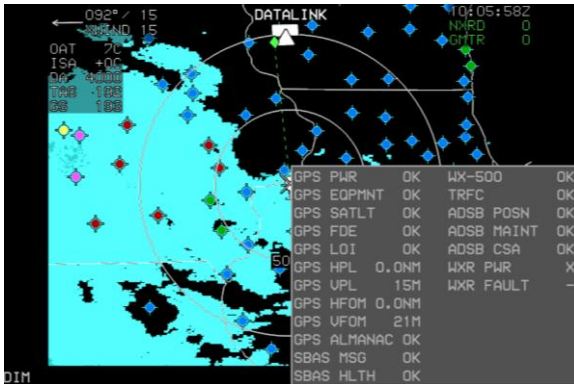 092° / 15
XWIND 15
DATALINK
10:05:58Z
NXRD 0
GMTR 0
OAT 7C
ISA +0C
DA 4000
TAS 193
GS 193
50
GPS PWR OK WX-500 OK
GPS EQPMNT OK TRFC OK
GPS SATLT OK ADSB POSN OK
GPS FDE OK ADSB MAINT OK
GPS LOI OK ADSB CSA OK
GPS HPL 0.0NM WXR PWR X
GPS VPL 15M WXR FAULT -
GPS HFOM 0.0NM
GPS VFOM 21M
GPS ALMANAC OK
SBAS MSG OK
SBAS HLTH OK
DIM